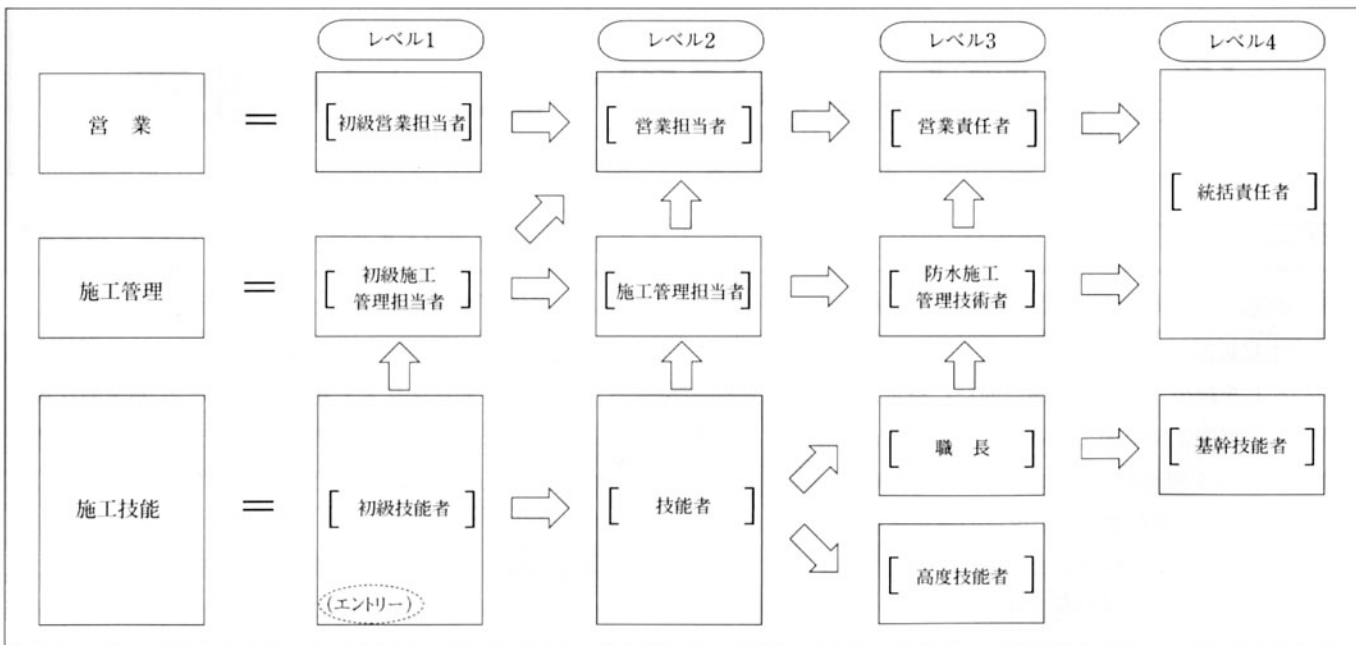 レベル1
レベル2
レベル3
レベル4
営 業
=
[初級営業担当者]
[営業担当者]
[営業責任者]
[統括責任者]
施工管理
=
[初級施工
管理担当者]
[施工管理担当者]
[防水施工
管理技術者]
施工技能
=
[初級技能者]
(エントリー)
[技能者]
[職 長]
[基幹技能者]
[高度技能者]